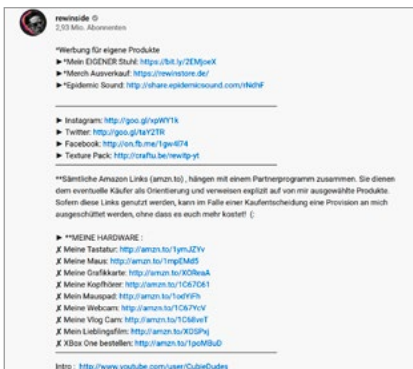 rewinside
2,93 Mio. Abonnenten
*Werbung für eigene Produkte
►*Mein EIGENER Stuhl: https://bit.ly/2EMjoeX
►*Merch Ausverkauf: https://rewinstore.de/
►*Epidemic Sound: http://share.epidemicsound.com/rNdhF
► Instagram: http://goo.gl/xpWY1k
► Twitter: http://goo.gl/taY2TR
► Facebook: http://on.fb.me/1gw4l74
► Texture Pack: http://craftu.be/rewifp-yt
**Sämtliche Amazon Links (amzn.to) , hängen mit einem Partnerprogramm zusammen. Sie dienen
dem eventuelle Käufer als Orientierung und verweisen explizit auf von mir ausgewählte Produkte.
Sofern diese Links genutzt werden, kann im Falle einer Kaufentscheidung eine Provision an mich
ausgeschüttet werden, ohne dass es euch mehr kostet! (:
► **MEINE HARDWARE :
✗ Meine Tastatur: http://amzn.to/1ymJZYv
✗ Meine Maus: http://amzn.to/1mpEMd5
✗ Meine Grafikkarte: http://amzn.to/XOReaA
✗ Meine Kopfhörer: http://amzn.to/1C67C61
✗ Mein Mauspad: http://amzn.to/1odYiFh
✗ Meine Webcam: http://amzn.to/1C67YcV
✗ Meine Vlog Cam: http://amzn.to/1C68veT
✗ Mein Lieblingsfilm: http://amzn.to/XOSPxj
✗ XBox One bestellen: http://amzn.to/1poMBuD
Intro : http://www.youtube.com/user/CubieDudes